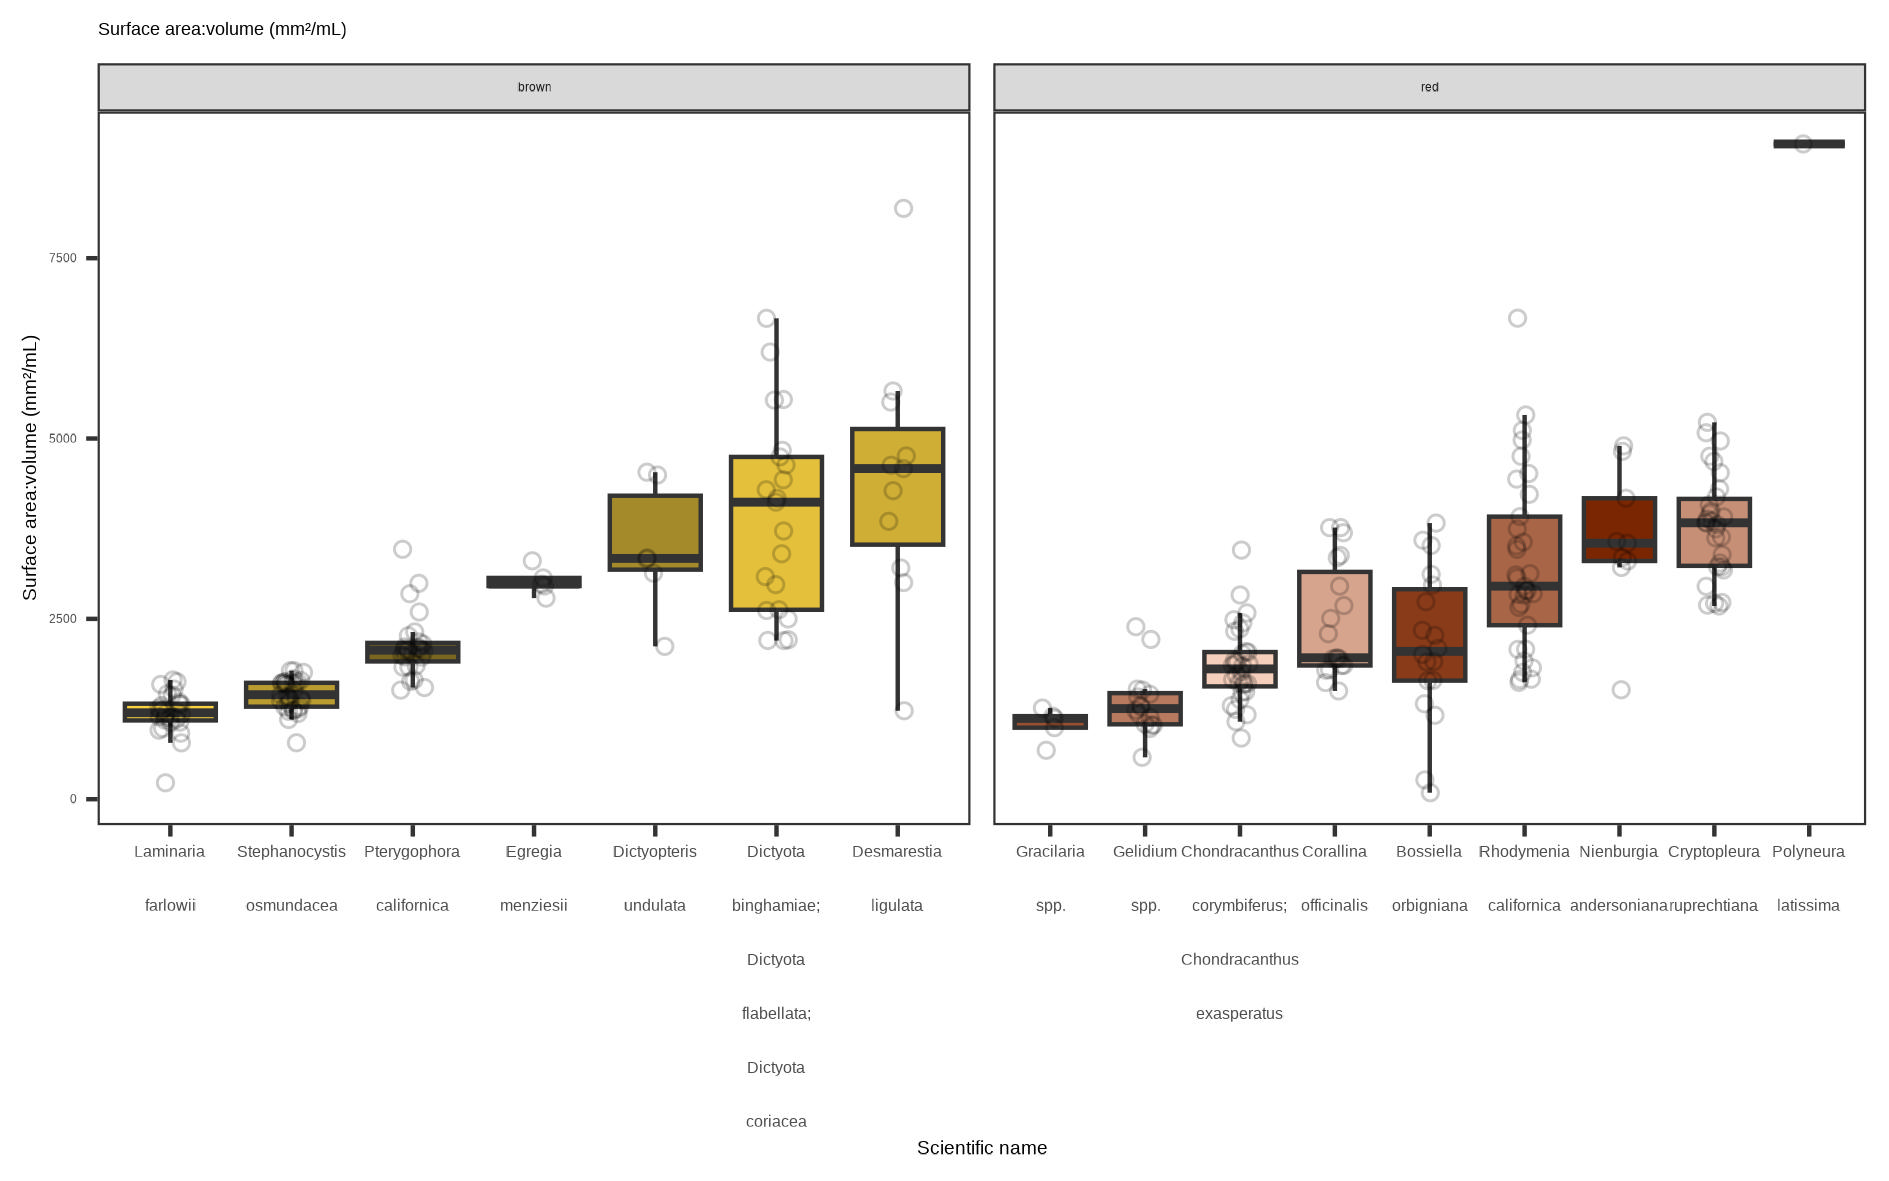 Surface area:volume (mm²/mL)
brown
red
Surface area:volume (mm²/mL)
7500
5000
2500
0
Laminaria farlowii
Stephanocystis osmundacea
Pterygophora californica
Egregia menziesii
Dictyopteris undulata
Dictyota binghamiae; Dictyota flabellata; Dictyota coriacea
Desmarestia ligulata
Gracilaria spp.
Gelidium spp.
Chondracanthus corymbiferus; Chondracanthus exasperatus
Corallina officinalis
Bossiella orbigniana
Rhodymenia californica
Nienburgia andersoniana
Cryptopleura ruprechtiana
Polyneura latissima
Scientific name